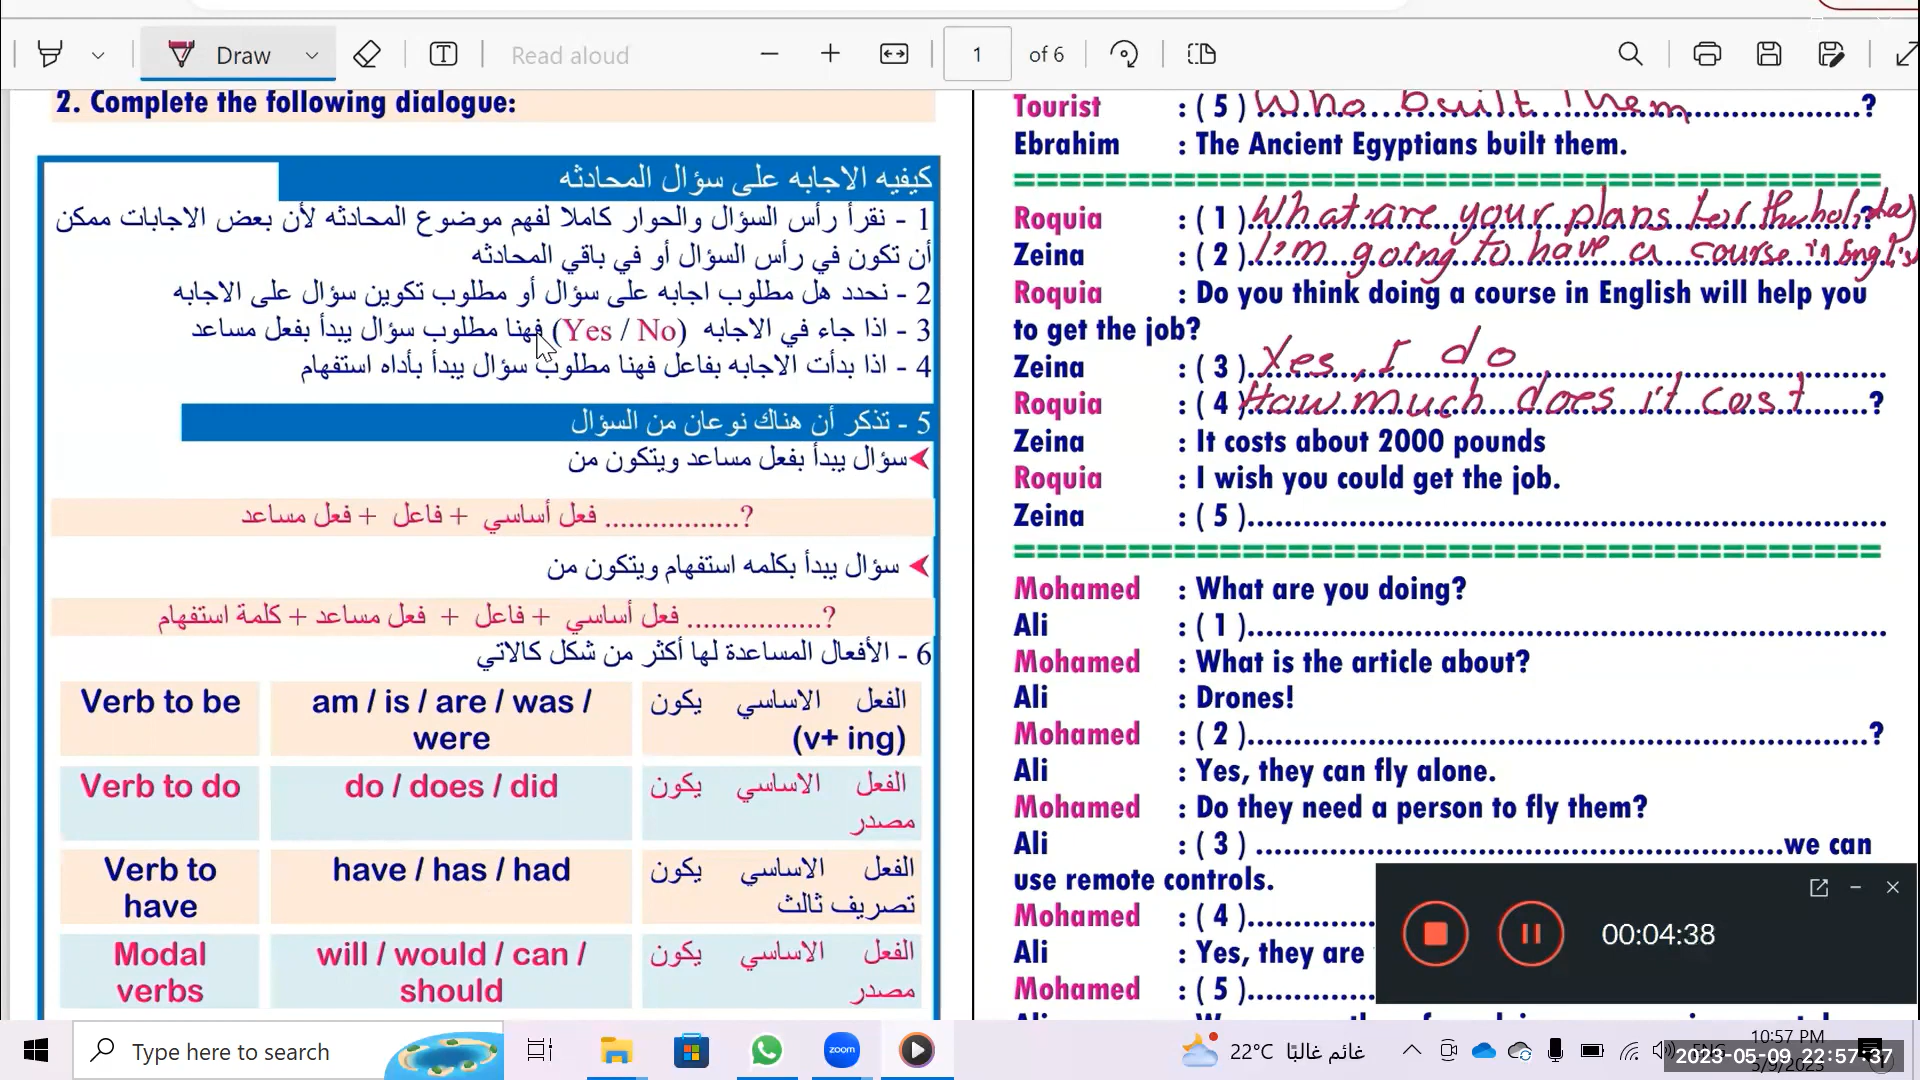 Draw
Read aloud
1
of 6
2. Complete the following dialogue:
كيفيه الاجابه على سؤال المحادثه
1 - نقرأ رأس السؤال والحوار كاملا لفهم موضوع المحادثه لأن بعض الاجابات ممكن
أن تكون في رأس السؤال أو في باقي المحادثه
2 - نحدد هل مطلوب اجابه على سؤال أو مطلوب تكوين سؤال على الاجابه
3 - اذا جاء في الاجابه (Yes / No) فهنا مطلوب سؤال يبدأ بفعل مساعد
4 - اذا بدأت الاجابه بفاعل فهنا مطلوب سؤال يبدأ بأداه استفهام
5 - تذكر أن هناك نوعان من السؤال
سؤال يبدأ بفعل مساعد ويتكون من
?................. فعل أساسي + فاعل + فعل مساعد
سؤال يبدأ بكلمه استفهام ويتكون من
?................. فعل أساسي + فاعل + فعل مساعد + كلمة استفهام
6 - الأفعال المساعدة لها أكثر من شكل كالاتي
Verb to be
am / is / are / was /
were
الفعل الاساسي يكون
(v+ ing)
Verb to do
do / does / did
الفعل الاساسي يكون
مصدر
Verb to
have
have / has / had
الفعل الاساسي يكون
تصريف ثالث
Modal
verbs
will / would / can /
should
الفعل الاساسي يكون
مصدر
Tourist : ( 5 ) Who built them ?
Ebrahim : The Ancient Egyptians built them.
Roquia : ( 1 ) What are your plans for the holiday ?
Zeina : ( 2 ) I'm going to have a course in English
Roquia : Do you think doing a course in English will help you
to get the job?
Zeina : ( 3 ) Yes, I do
Roquia : ( 4 ) How much does it cost ?
Zeina : It costs about 2000 pounds
Roquia : I wish you could get the job.
Zeina : ( 5 )
Mohamed : What are you doing?
Ali : ( 1 )
Mohamed : What is the article about?
Ali : Drones!
Mohamed : ( 2 ) ?
Ali : Yes, they can fly alone.
Mohamed : Do they need a person to fly them?
Ali : ( 3 ) we can
use remote controls.
Mohamed : ( 4 )
Ali : Yes, they are
Mohamed : ( 5 )
00:04:38
Type here to search
zoom
22°C غائم غالبًا
10:57 PM
2023-05-09 22:57:37